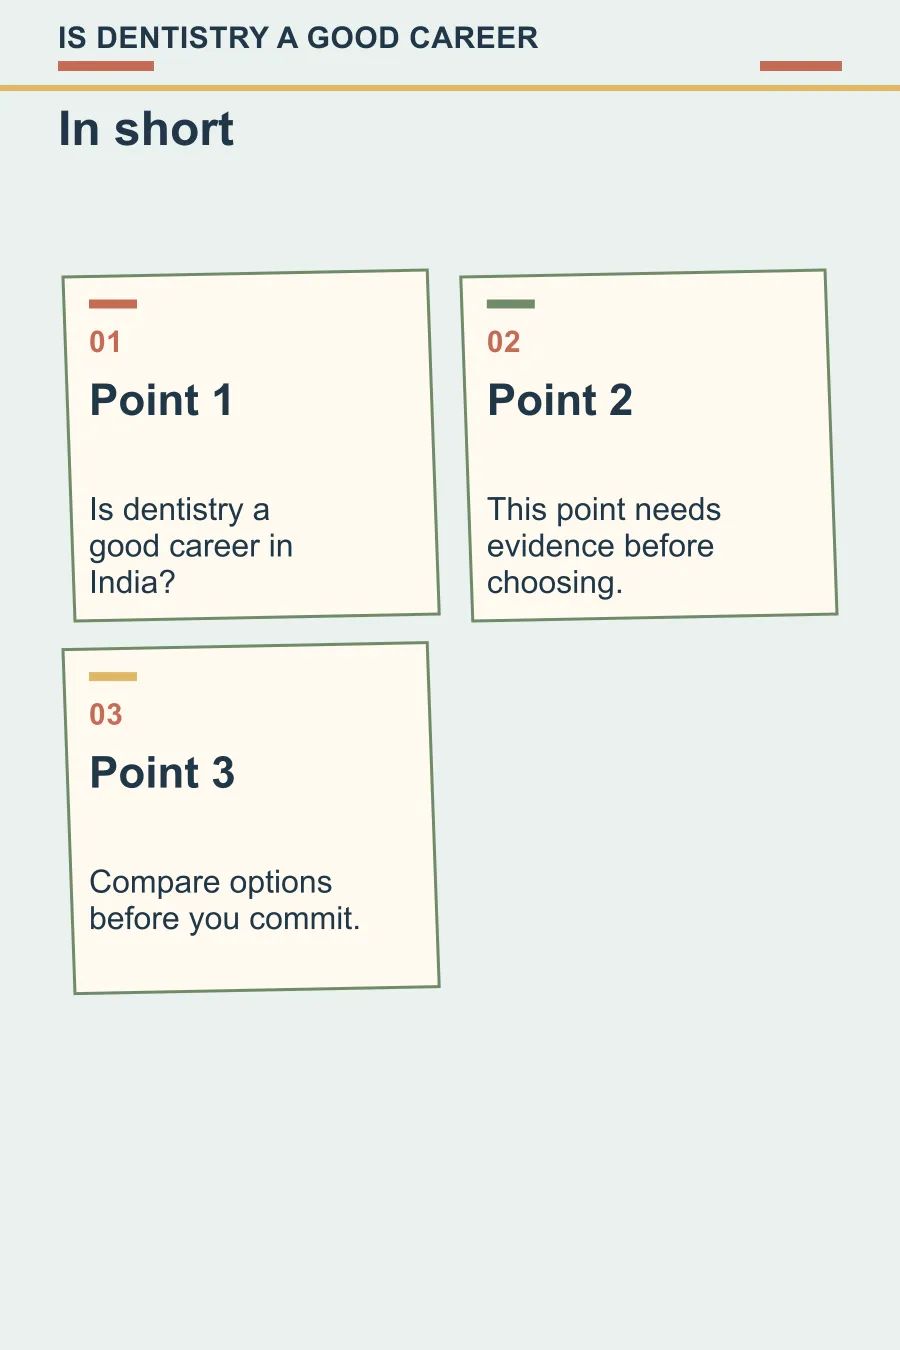 IS DENTISTRY A GOOD CAREER
In short
01
Point 1
Is dentistry a
good career in
India?
02
Point 2
This point needs
evidence before
choosing.
03
Point 3
Compare options
before you commit.